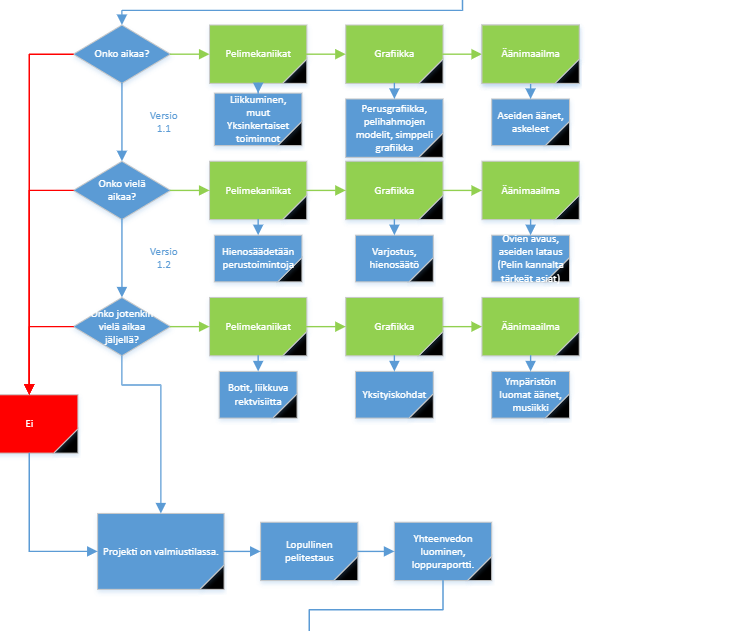 Onko aikaa?
Pelimekaniikat
Grafiikka
Äänimaailma
Liikkuminen,
muut
Yksinkertaiset
toiminnot
Perusgrafiikka,
pelihahmojen
modelit, simppeli
grafiikka
Aseiden äänet,
askeleet
Versio
1.1
Onko vielä
aikaa?
Pelimekaniikat
Grafiikka
Äänimaailma
Hienosäädetään
perustoimintoja
Varjostus,
hienosäätö
Ovien avaus,
aseiden lataus
(Pelin kannalta
tärkeät asiat)
Versio
1.2
Onko jotenkin
vielä aikaa
jäljellä?
Pelimekaniikat
Grafiikka
Äänimaailma
Botit, liikkuva
rektvisiitta
Yksityiskohdat
Ympäristön
luomat äänet,
musiikki
Ei
Projekti on valmiustilassa.
Lopullinen
pelitestaus
Yhteenvedon
luominen,
loppuraportti.